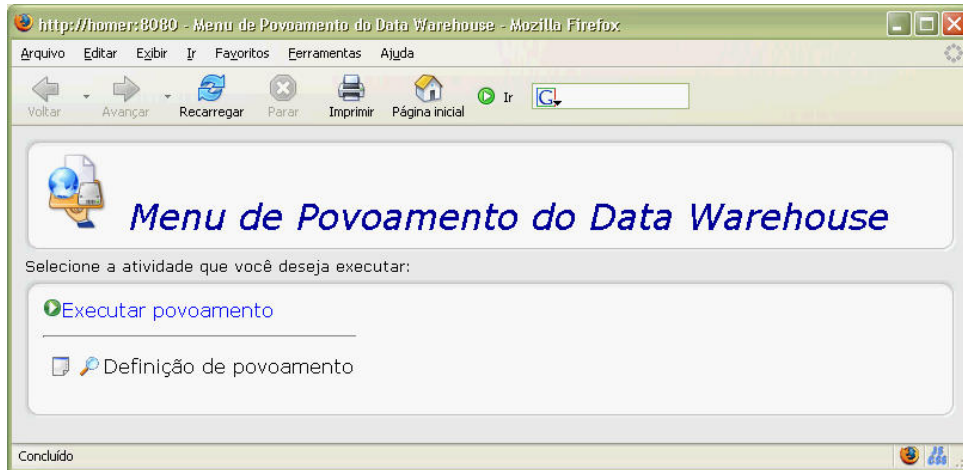 http://homer:8080 - Menu de Povoamento do Data Warehouse - Mozilla Firefox
Arquivo Editar Exibir Ir Favoritos Ferramentas Ajuda
Voltar Avançar Recarregar Parar Imprimir Página inicial Ir G
Menu de Povoamento do Data Warehouse
Selecione a atividade que você deseja executar:
Executar povoamento
Definição de povoamento
Concluído JS CSS